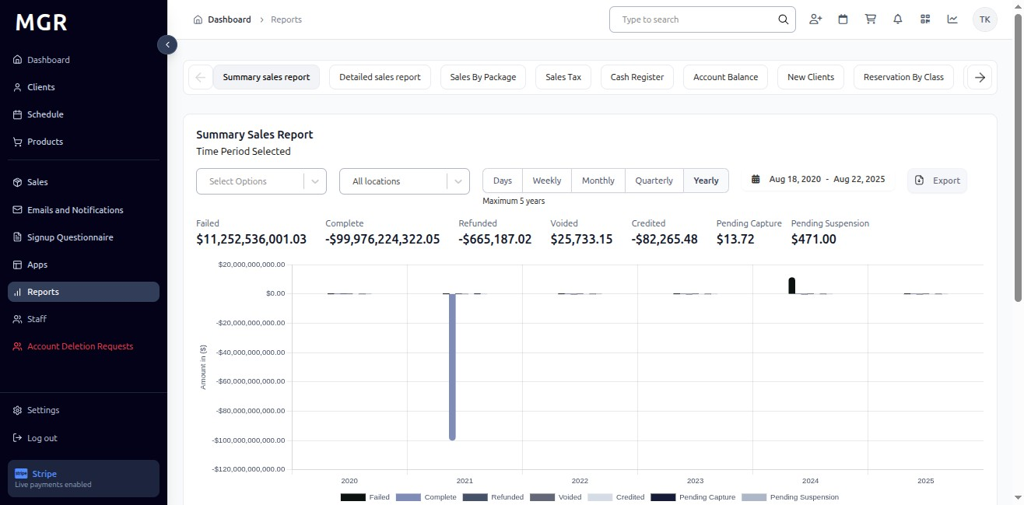 MGR
Dashboard
Clients
Schedule
Products
Sales
Emails and Notifications
Signup Questionnaire
Apps
Reports
Staff
Account Deletion Requests
Settings
Log out
Stripe
Live payments enabled
Dashboard > Reports
Type to search
TK
Summary sales report
Detailed sales report
Sales By Package
Sales Tax
Cash Register
Account Balance
New Clients
Reservation By Class
Summary Sales Report
Time Period Selected
Select Options
All locations
Days Weekly Monthly Quarterly Yearly
Maximum 5 years
Aug 18, 2020 - Aug 22, 2025
Export
Failed
$11,252,536,001.03
Complete
-$99,976,224,322.05
Refunded
-$665,187.02
Voided
$25,733.15
Credited
-$82,265.48
Pending Capture
$13.72
Pending Suspension
$471.00
Amount in ($)
$20,000,000,000.00
$0.00
-$20,000,000,000.00
-$40,000,000,000.00
-$60,000,000,000.00
-$80,000,000,000.00
-$100,000,000,000.00
-$120,000,000,000.00
2020 2021 2022 2023 2024 2025
Failed Complete Refunded Voided Credited Pending Capture Pending Suspension